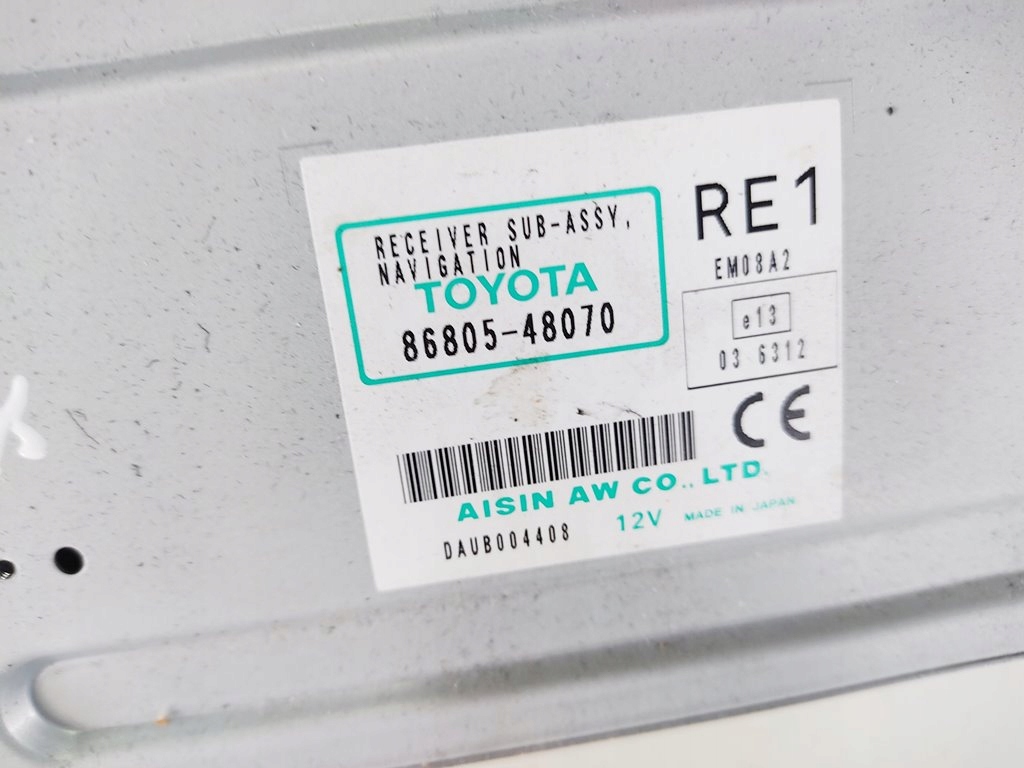 RECEIVER SUB-ASSY,
NAVIGATION
TOYOTA
86805-48070
RE1
EM08A2
e13
03 6312
CE
AISIN AW CO., LTD.
DAUB004408
12V
MADE IN JAPAN